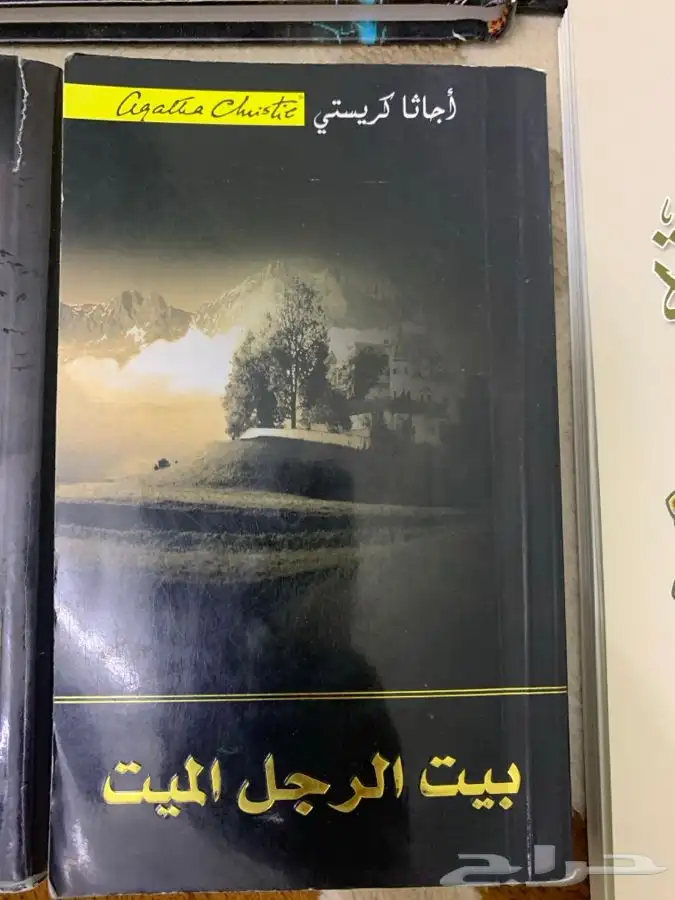 أجاثا كريستي Agatha Christie
بيت الرجل الميت
حراج